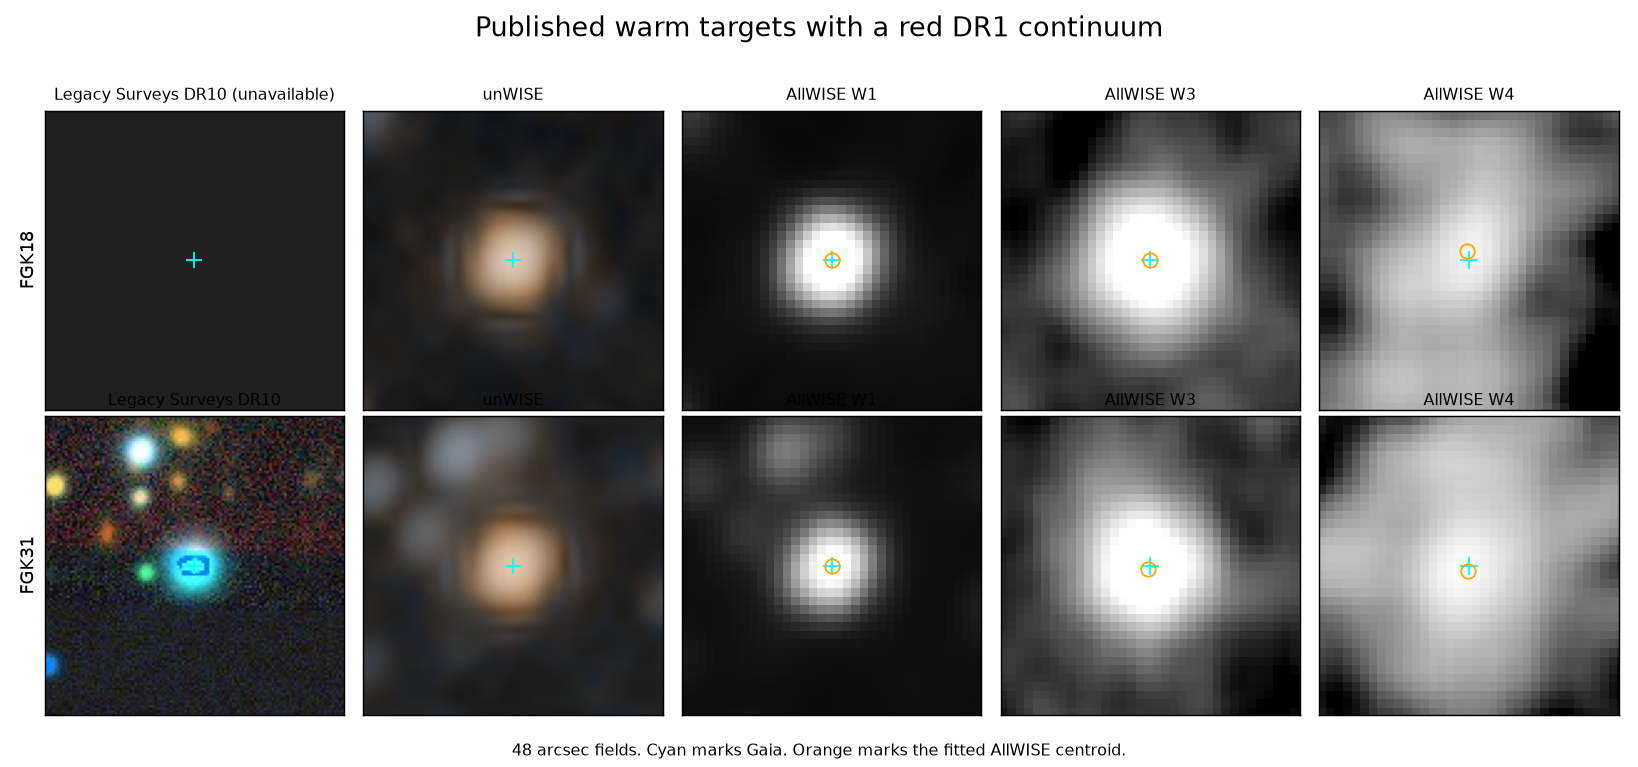 Published warm targets with a red DR1 continuum
Legacy Surveys DR10 (unavailable) unWISE AllWISE W1 AllWISE W3 AllWISE W4
FGK18
Legacy Surveys DR10 unWISE AllWISE W1 AllWISE W3 AllWISE W4
FGK31
48 arcsec fields. Cyan marks Gaia. Orange marks the fitted AllWISE centroid.